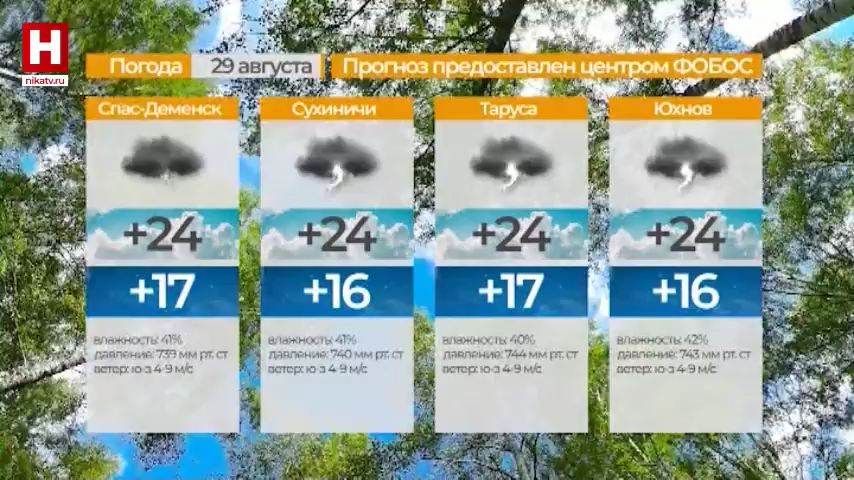 Н
nikatv.ru
Погода 29 августа Прогноз предоставлен центром ФОБОС
Спас-Деменск
+24
+17
влажность: 41%
давление: 739 мм рт. ст
ветер: ю-з 4-9 м/с
Сухиничи
+24
+16
влажность: 41%
давление: 740 мм рт. ст
ветер: ю-з 4-9 м/с
Таруса
+24
+17
влажность: 40%
давление: 744 мм рт. ст
ветер: ю-з 4-9 м/с
Юхнов
+24
+16
влажность: 42%
давление: 743 мм рт. ст
ветер: ю-з 4-9 м/с